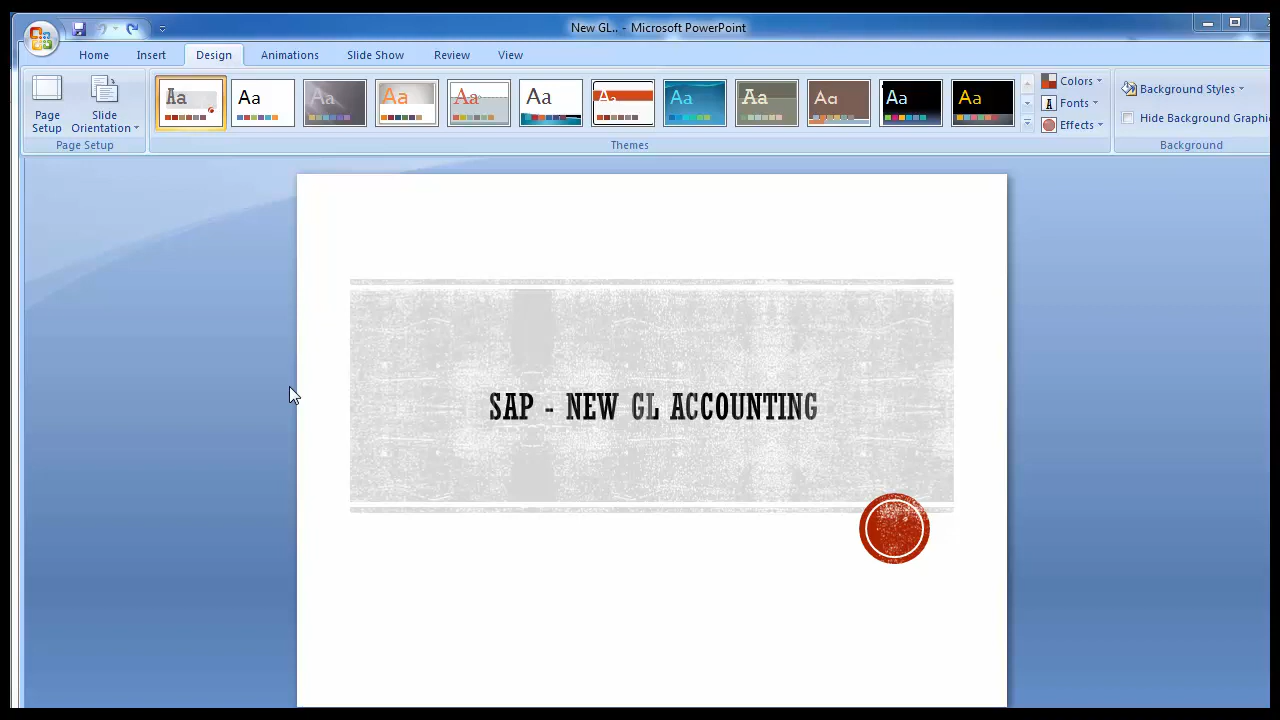 New GL.. - Microsoft PowerPoint
Home Insert Design Animations Slide Show Review View
Page Setup
Slide Orientation
Page Setup
Aa Aa Aa Aa Aa Aa Aa Aa Aa Aa Aa Aa
Themes
Colors
Fonts
Effects
Background Styles
Hide Background Graphi
Background
SAP - NEW GL ACCOUNTING